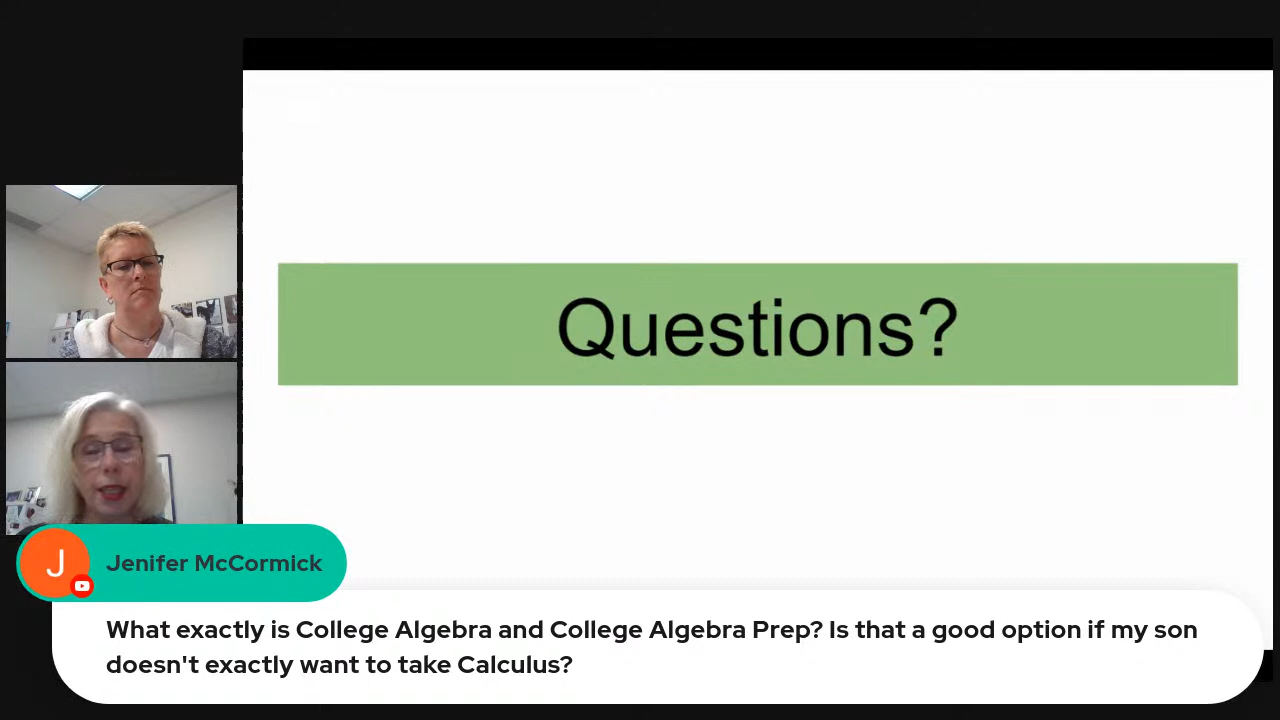 Questions?
J
Jenifer McCormick
What exactly is College Algebra and College Algebra Prep? Is that a good option if my son
doesn't exactly want to take Calculus?